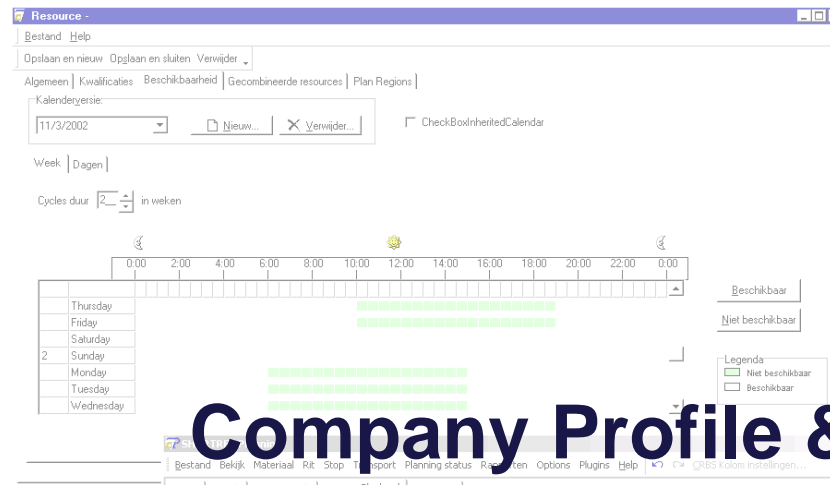 Resource -
Bestand Help
Opslaan en nieuw Opslaan en sluiten Verwijder
Algemeen Kwalificaties Beschikbaarheid Gecombineerde resources Plan Regions
Kalenderversie:
11/3/2002 Nieuw... Verwijder... CheckBoxInheritedCalendar
Week Dagen
Cycles duur 2__ in weken
0:00 2:00 4:00 6:00 8:00 10:00 12:00 14:00 16:00 18:00 20:00 22:00 0:00
Thursday
Friday
Saturday
2 Sunday
Monday
Tuesday
Wednesday
Beschikbaar
Niet beschikbaar
Legenda
Niet beschikbaar
Beschikbaar
Company Profile &
Bestand Bekijk Materiaal Rit Stop Transport Planning status Rapporten Options Plugins Help CRBS Kolom instellingen...